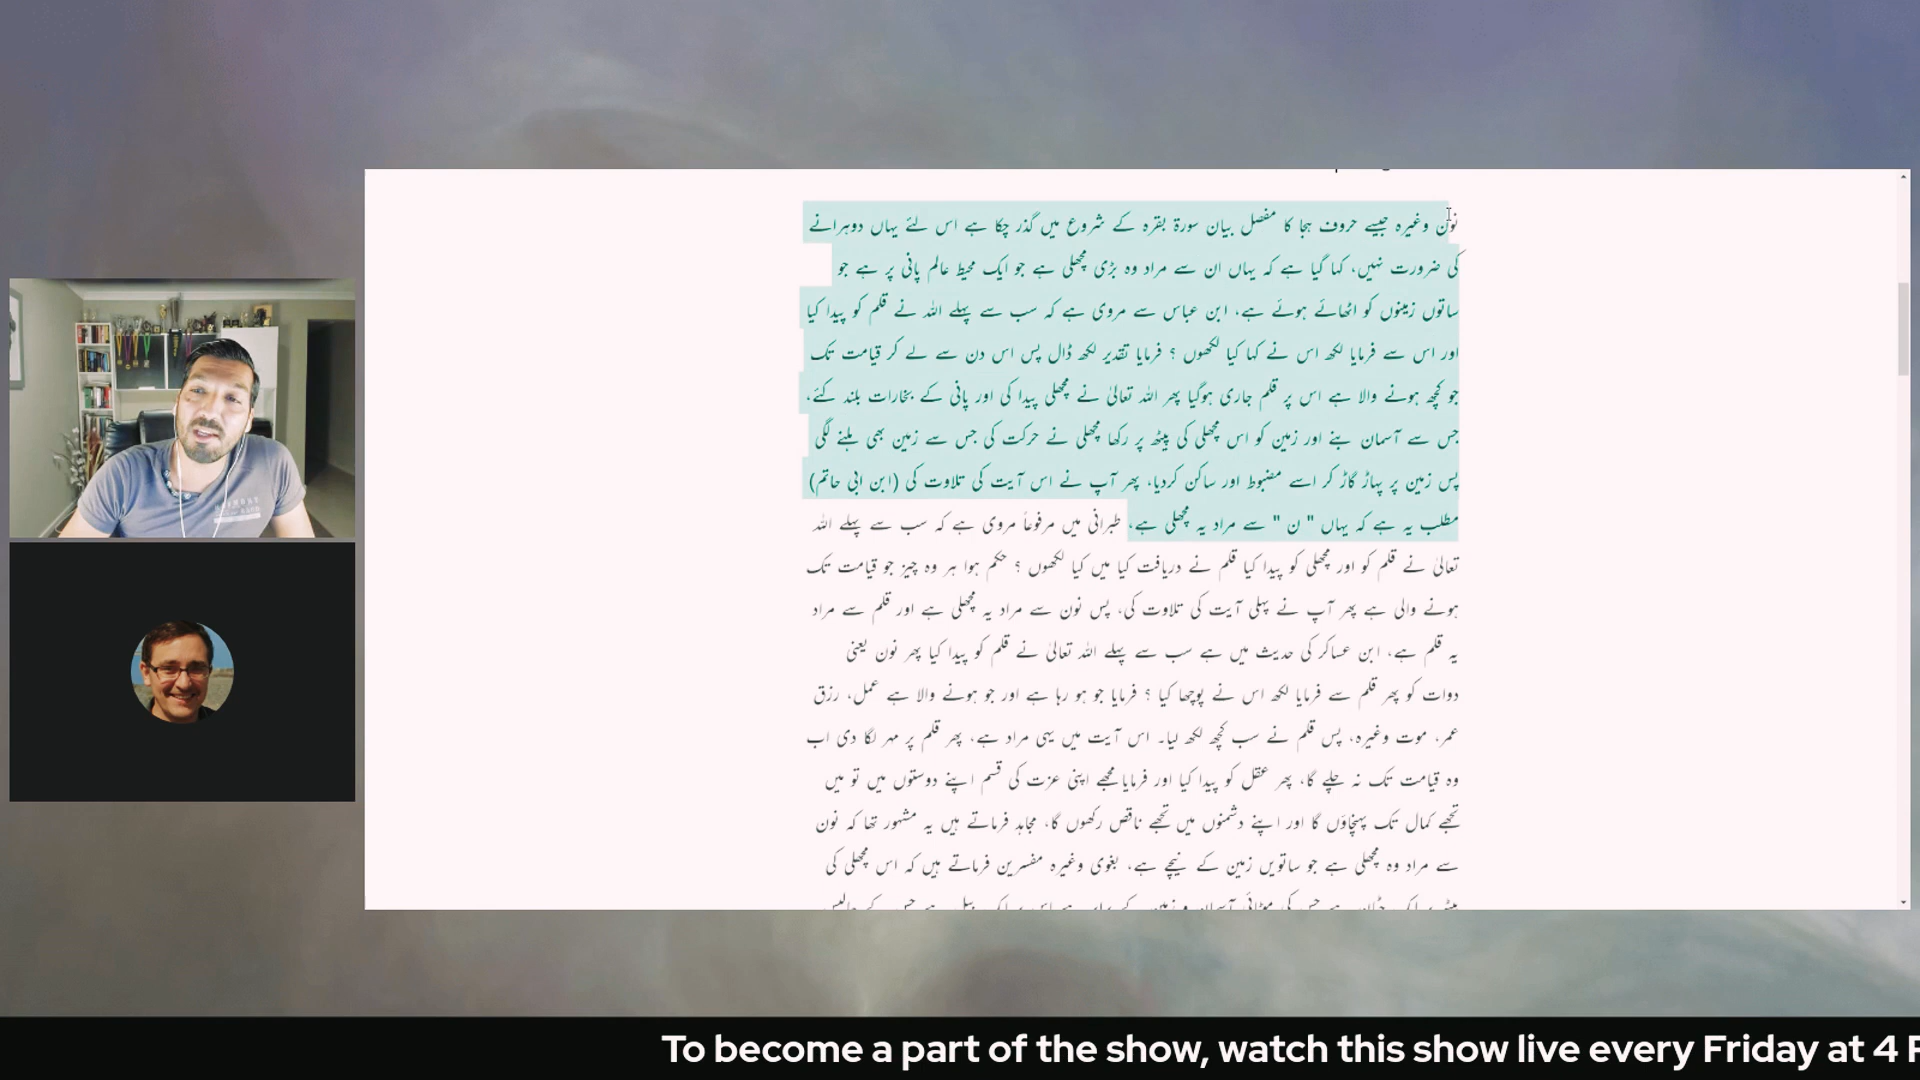 نون وغیرہ جیسے حروف ہجا کا مفصل بیان سورۃ بقرہ کے شروع میں گذر چکا ہے اس لئے یہاں دوہرانے
کی ضرورت نہیں، کہا گیا ہے کہ یہاں ان سے مراد وہ بڑی مچھلی ہے جو ایک محیط عالم پانی پر ہے جو
ساتوں زمینوں کو اٹھائے ہوئے ہے، ابن عباس سے مروی ہے کہ سب سے پہلے اللہ نے قلم کو پیدا کیا
اور اس سے فرمایا لکھ اس نے کہا کیا لکھوں ؟ فرمایا تقدیر لکھ ڈال پس اس دن سے لے کر قیامت تک
جو کچھ ہونے والا ہے اس پر قلم جاری ہوگیا پھر اللہ تعالیٰ نے مچھلی پیدا کی اور پانی کے بخارات بلند کئے،
جس سے آسمان بنے اور زمین کو اس مچھلی کی پیٹھ پر رکھا مچھلی نے حرکت کی جس سے زمین بھی ہلنے لگی
پس زمین پر پہاڑ گاڑ کر اسے مضبوط اور ساکن کردیا، پھر آپ نے اس آیت کی تلاوت کی (ابن ابی حاتم)
مطلب یہ ہے کہ یہاں " ن " سے مراد یہ مچھلی ہے، طبرانی میں مرفوعاً مروی ہے کہ سب سے پہلے اللہ
تعالیٰ نے قلم کو اور مچھلی کو پیدا کیا قلم نے دریافت کیا میں کیا لکھوں ؟ حکم ہوا ہر وہ چیز جو قیامت تک
ہونے والی ہے پھر آپ نے پہلی آیت کی تلاوت کی، پس نون سے مراد یہ مچھلی ہے اور قلم سے مراد
یہ قلم ہے، ابن عساکر کی حدیث میں ہے سب سے پہلے اللہ تعالیٰ نے قلم کو پیدا کیا پھر نون یعنی
دوات کو پھر قلم سے فرمایا لکھ اس نے پوچھا کیا ؟ فرمایا جو ہو رہا ہے اور جو ہونے والا ہے عمل، رزق
عمر، موت وغیرہ، پس قلم نے سب کچھ لکھ لیا۔ اس آیت میں یہی مراد ہے، پھر قلم پر مہر لگا دی اب
وہ قیامت تک نہ چلے گا، پھر عقل کو پیدا کیا اور فرمایا مجھے اپنی عزت کی قسم اپنے دوستوں میں تو میں
تجھے کمال تک پہنچاؤں گا اور اپنے دشمنوں میں تجھے ناقص رکھوں گا، مجاہد فرماتے ہیں یہ مشہور تھا کہ نون
سے مراد وہ مچھلی ہے جو ساتویں زمین کے نیچے ہے، بغوی وغیرہ مفسرین فرماتے ہیں کہ اس مچھلی کی
To become a part of the show, watch this show live every Friday at 4